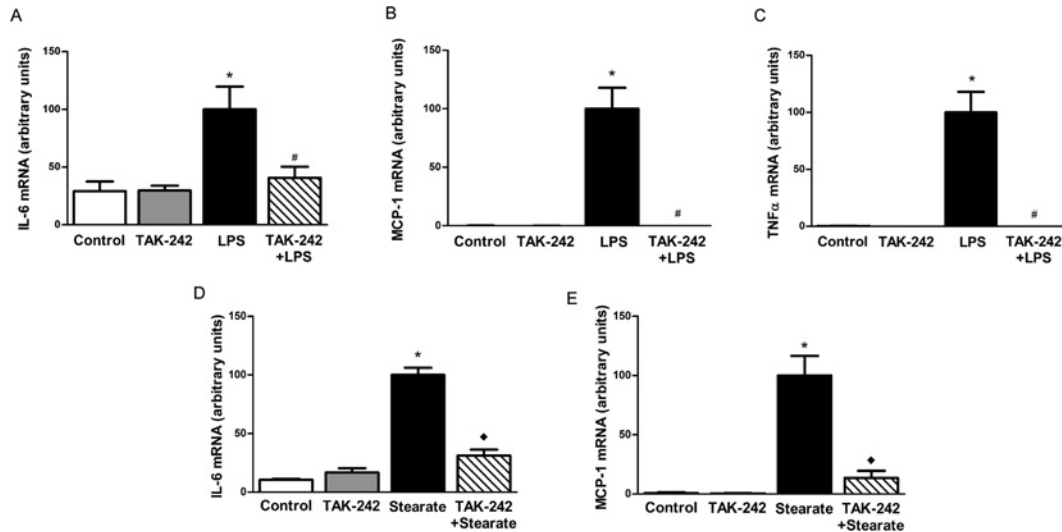 A
IL-6 mRNA (arbitrary units)
150
100
50
0
*
#
Control TAK-242 LPS TAK-242
+LPS
B
MCP-1 mRNA (arbitrary units)
150
100
50
0
*
#
Control TAK-242 LPS TAK-242
+LPS
C
TNFα mRNA (arbitrary units)
150
100
50
0
*
#
Control TAK-242 LPS TAK-242
+LPS
D
IL-6 mRNA (arbitrary units)
150
100
50
0
*
◆
Control TAK-242 Stearate TAK-242
+Stearate
E
MCP-1 mRNA (arbitrary units)
150
100
50
0
*
◆
Control TAK-242 Stearate TAK-242
+Stearate